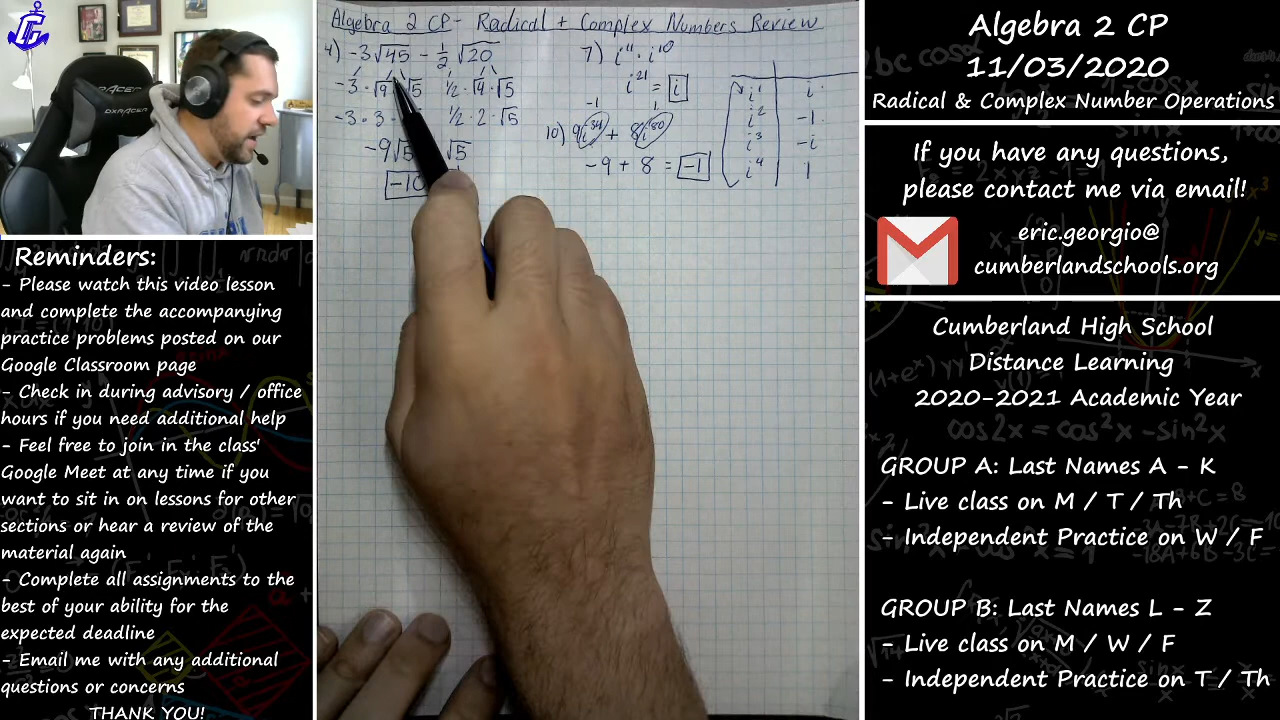 Algebra 2 CP - Radical + Complex Numbers Review
4) -3√45 - 1/2 √20
-3 · √9 √5 1/2 · √4 · √5
-3 · 3 · 1/2 · 2 · √5
-9√5 √5
-10
7) i¹¹ · i¹⁰
i²¹ = i
-1 1
10) 9i³⁴ + 8i⁸⁰
-9 + 8 = -1
i¹ i
i² -1
i³ -i
i⁴ 1
C
DXRACER
Reminders:
- Please watch this video lesson
and complete the accompanying
practice problems posted on our
Google Classroom page
- Check in during advisory / office
hours if you need additional help
- Feel free to join in the class'
Google Meet at any time if you
want to sit in on lessons for other
sections or hear a review of the
material again
- Complete all assignments to the
best of your ability for the
expected deadline
- Email me with any additional
questions or concerns
THANK YOU!
Algebra 2 CP
11/03/2020
Radical & Complex Number Operations
If you have any questions,
please contact me via email!
eric.georgio@
cumberlandschools.org
Cumberland High School
Distance Learning
2020-2021 Academic Year
cos2x = cos²x - sin²x
GROUP A: Last Names A - K
- Live class on M / T / Th
- Independent Practice on W / F
GROUP B: Last Names L - Z
- Live class on M / W / F
- Independent Practice on T / Th